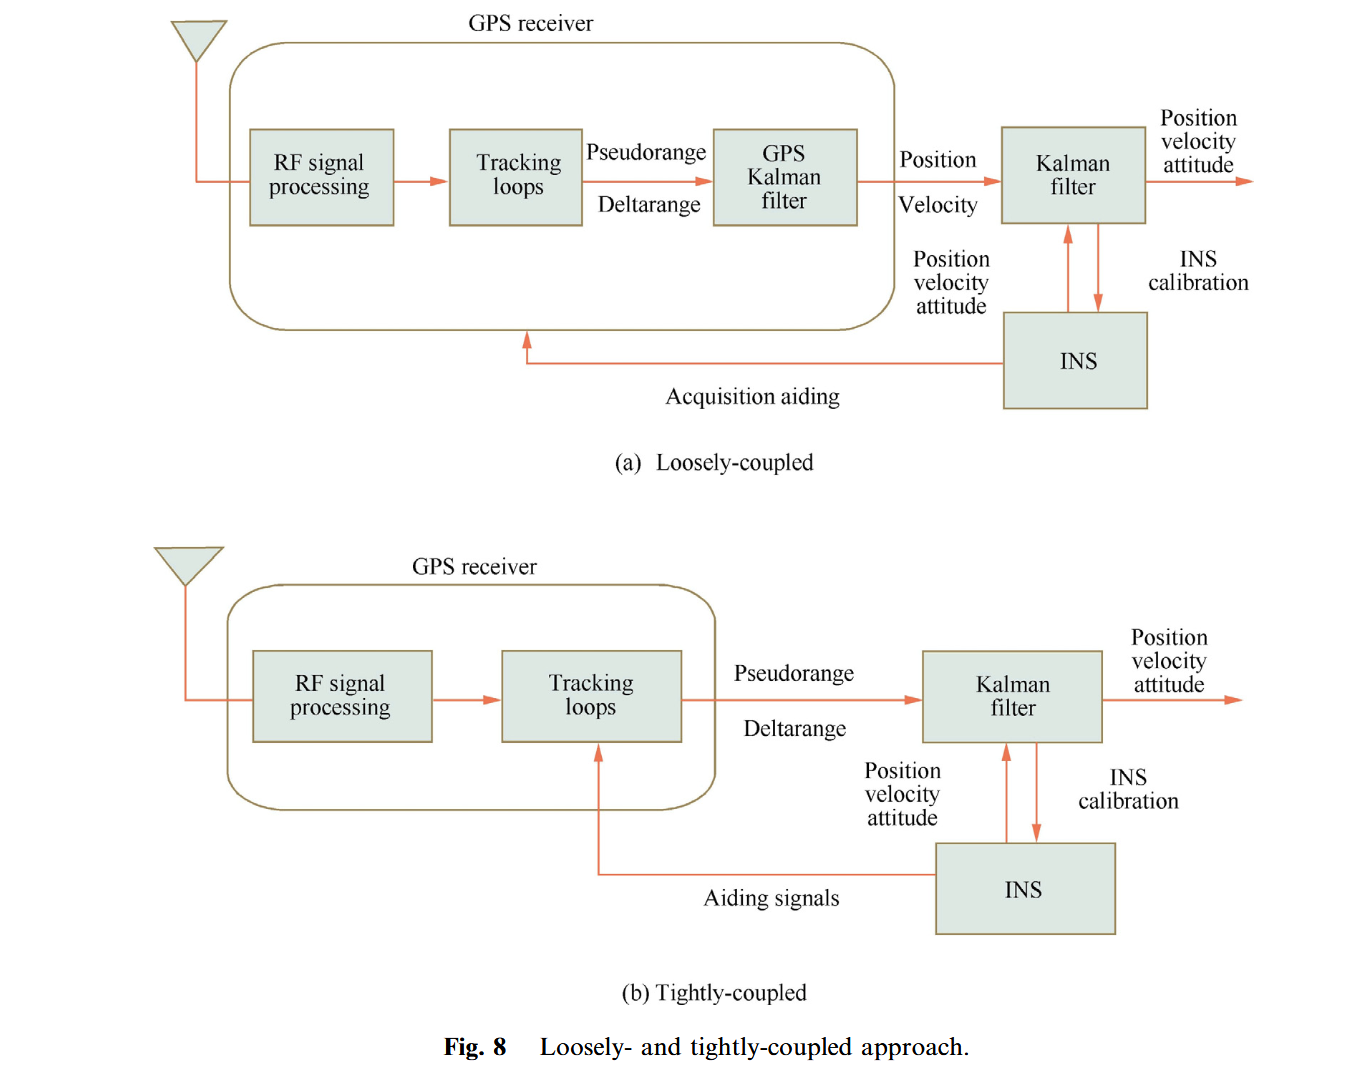 GPS receiver
RF signal
processing
Tracking
loops
Pseudorange
Deltarange
GPS
Kalman
filter
Position
Velocity
Kalman
filter
Position
velocity
attitude
Position
velocity
attitude
INS
calibration
INS
Acquisition aiding
(a) Loosely-coupled
GPS receiver
RF signal
processing
Tracking
loops
Pseudorange
Deltarange
Kalman
filter
Position
velocity
attitude
Position
velocity
attitude
INS
calibration
INS
Aiding signals
(b) Tightly-coupled
Fig. 8 Loosely- and tightly-coupled approach.